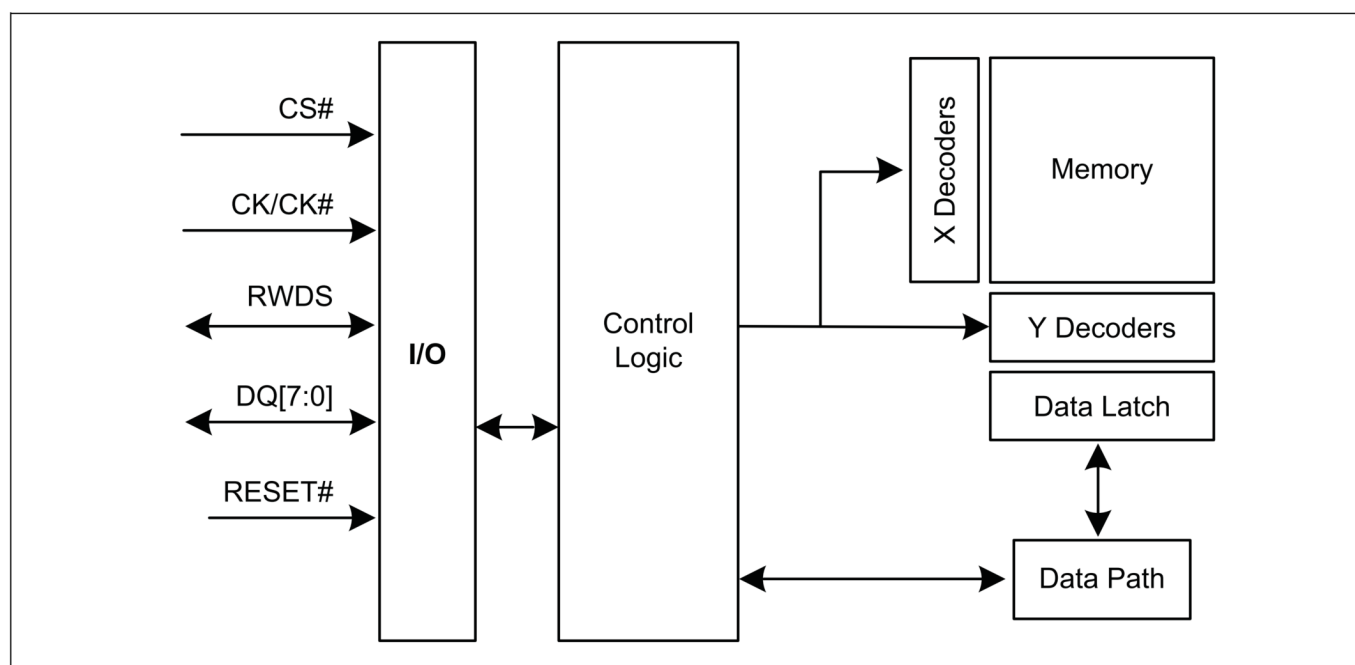 CS#
CK/CK#
RWDS
DQ[7:0]
RESET#
I/O
Control
Logic
X Decoders
Memory
Y Decoders
Data Latch
Data Path